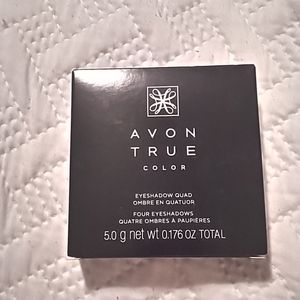 AVON
TRUE
COLOR
EYESHADOW QUAD
OMBRE EN QUATUOR
FOUR EYESHADOWS
QUATRE OMBRES À PAUPIÈRES
5.0 g net wt 0.176 OZ TOTAL